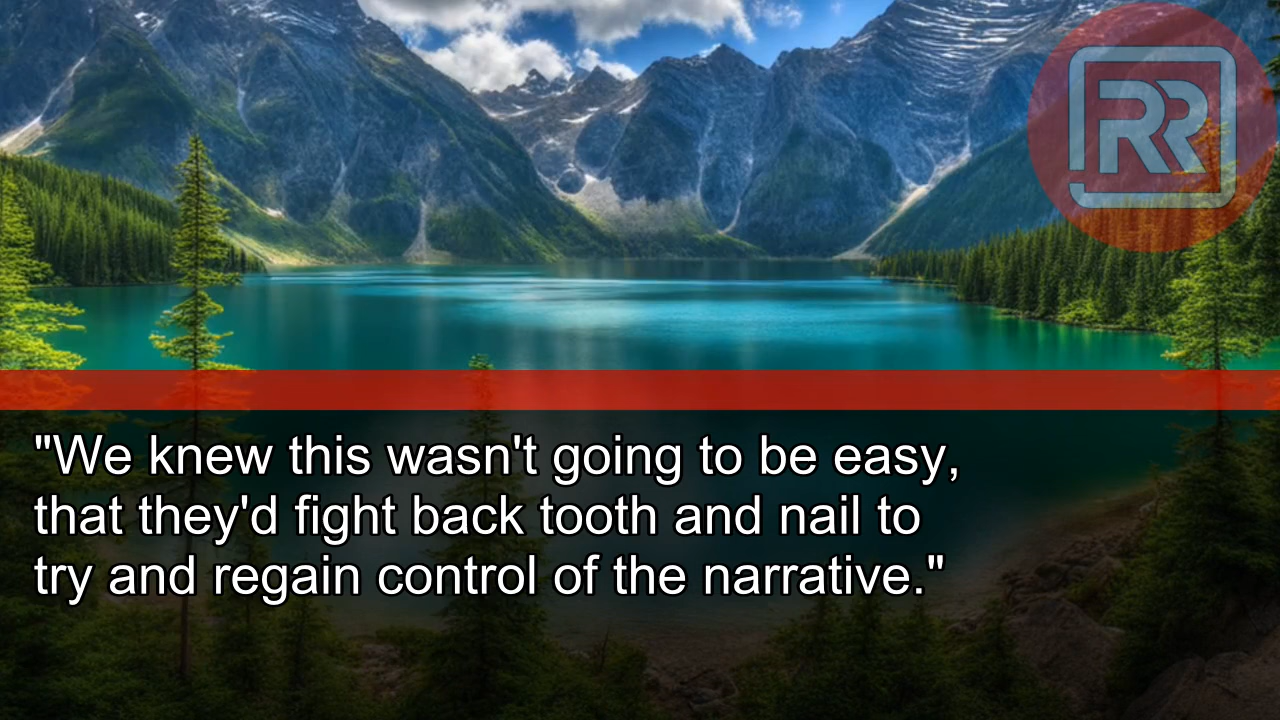 RR
"We knew this wasn't going to be easy,
that they'd fight back tooth and nail to
try and regain control of the narrative."